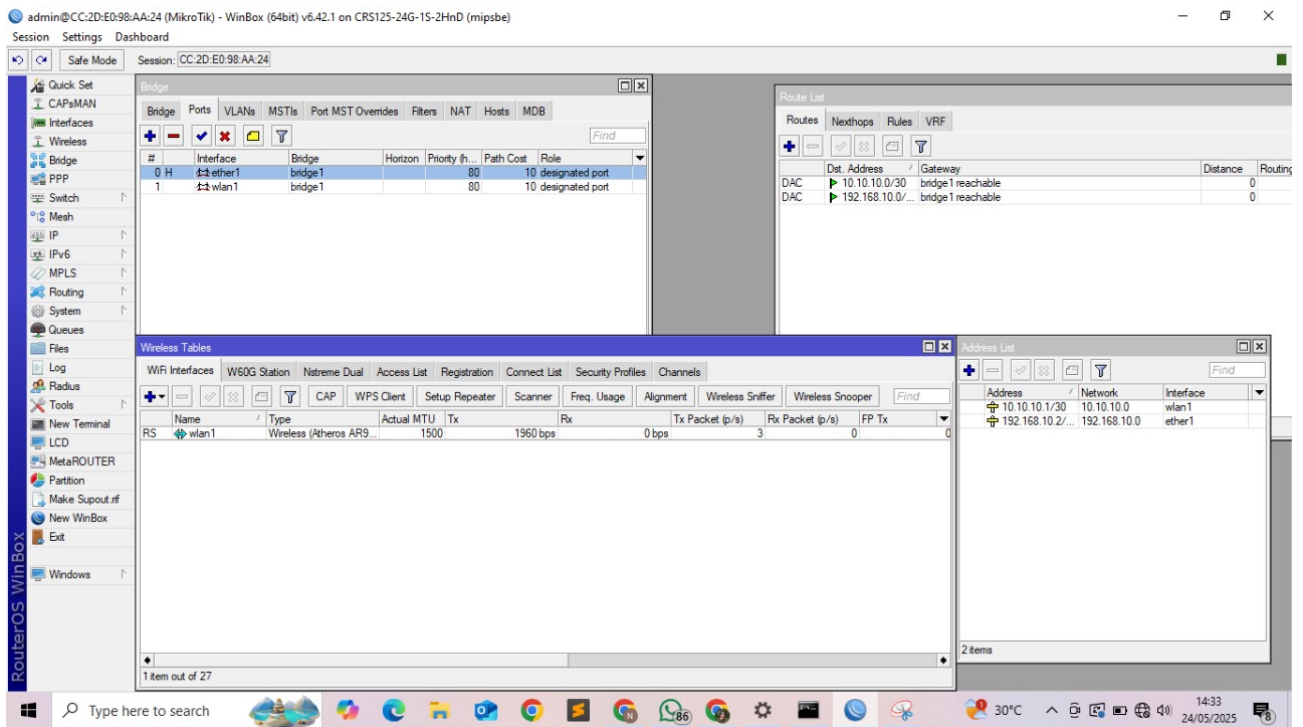 admin@CC:2D:E0:98:AA:24 (MikroTik) - WinBox (64bit) v6.42.1 on CRS125-24G-1S-2HnD (mipsbe)
Session Settings Dashboard
Safe Mode Session: CC:2D:E0:98:AA:24
Quick Set
CAPsMAN
Interfaces
Wireless
Bridge
PPP
Switch
Mesh
IP
IPv6
MPLS
Routing
System
Queues
Files
Log
Radius
Tools
New Terminal
LCD
MetaROUTER
Partition
Make Supout.rif
New WinBox
Exit
Windows
RouterOS WinBox
Bridge
Bridge Ports VLANs MSTIs Port MST Overrides Filters NAT Hosts MDB
Find
# Interface Bridge Horizon Priority (h... Path Cost Role
0 H ether1 bridge1 80 10 designated port
1 wlan1 bridge1 80 10 designated port
Route List
Routes Nexthops Rules VRF
Dst. Address Gateway Distance Routing
DAC 10.10.10.0/30 bridge1 reachable 0
DAC 192.168.10.0/... bridge1 reachable 0
Wireless Tables
WiFi Interfaces W60G Station Nstreme Dual Access List Registration Connect List Security Profiles Channels
CAP WPS Client Setup Repeater Scanner Freq. Usage Alignment Wireless Sniffer Wireless Snooper Find
Name Type Actual MTU Tx Rx Tx Packet (p/s) Rx Packet (p/s) FP Tx
RS wlan1 Wireless (Atheros AR9... 1500 1960 bps 0 bps 3 0 0
1 item out of 27
Address List
Find
Address Network Interface
10.10.10.1/30 10.10.10.0 wlan1
192.168.10.2/... 192.168.10.0 ether1
2 items
Type here to search
86
30°C
14:33
24/05/2025